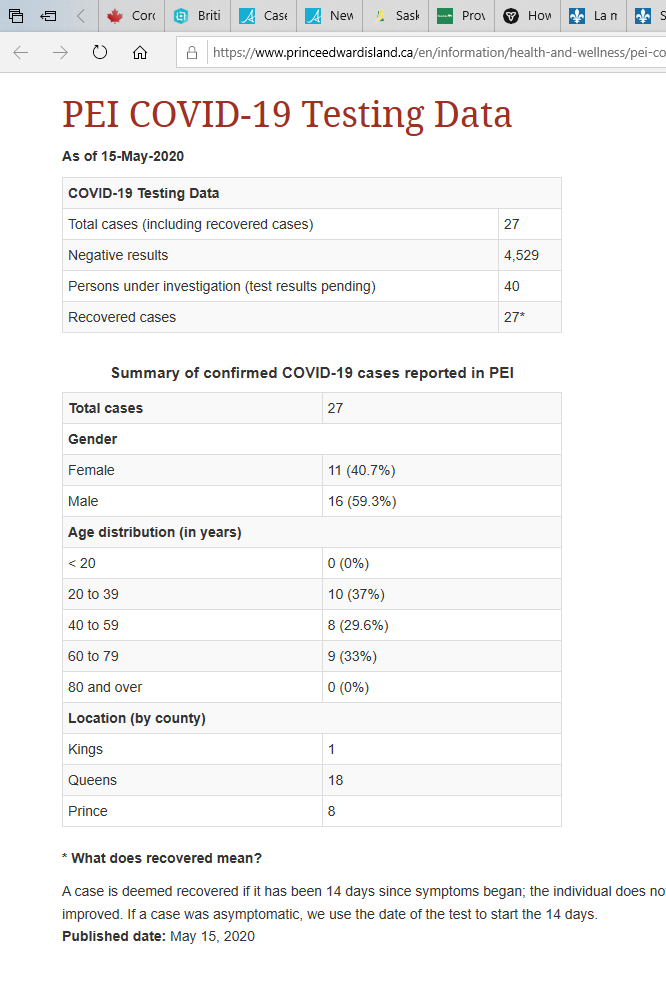 Coro
Briti
Case
New
Sask
Prov
How
La n
S
https://www.princeedwardisland.ca/en/information/health-and-wellness/pei-co
PEI COVID-19 Testing Data
As of 15-May-2020
COVID-19 Testing Data
Total cases (including recovered cases) 27
Negative results 4,529
Persons under investigation (test results pending) 40
Recovered cases 27*
Summary of confirmed COVID-19 cases reported in PEI
Total cases 27
Gender
Female 11 (40.7%)
Male 16 (59.3%)
Age distribution (in years)
< 20 0 (0%)
20 to 39 10 (37%)
40 to 59 8 (29.6%)
60 to 79 9 (33%)
80 and over 0 (0%)
Location (by county)
Kings 1
Queens 18
Prince 8
* What does recovered mean?
A case is deemed recovered if it has been 14 days since symptoms began; the individual does no
improved. If a case was asymptomatic, we use the date of the test to start the 14 days.
Published date: May 15, 2020